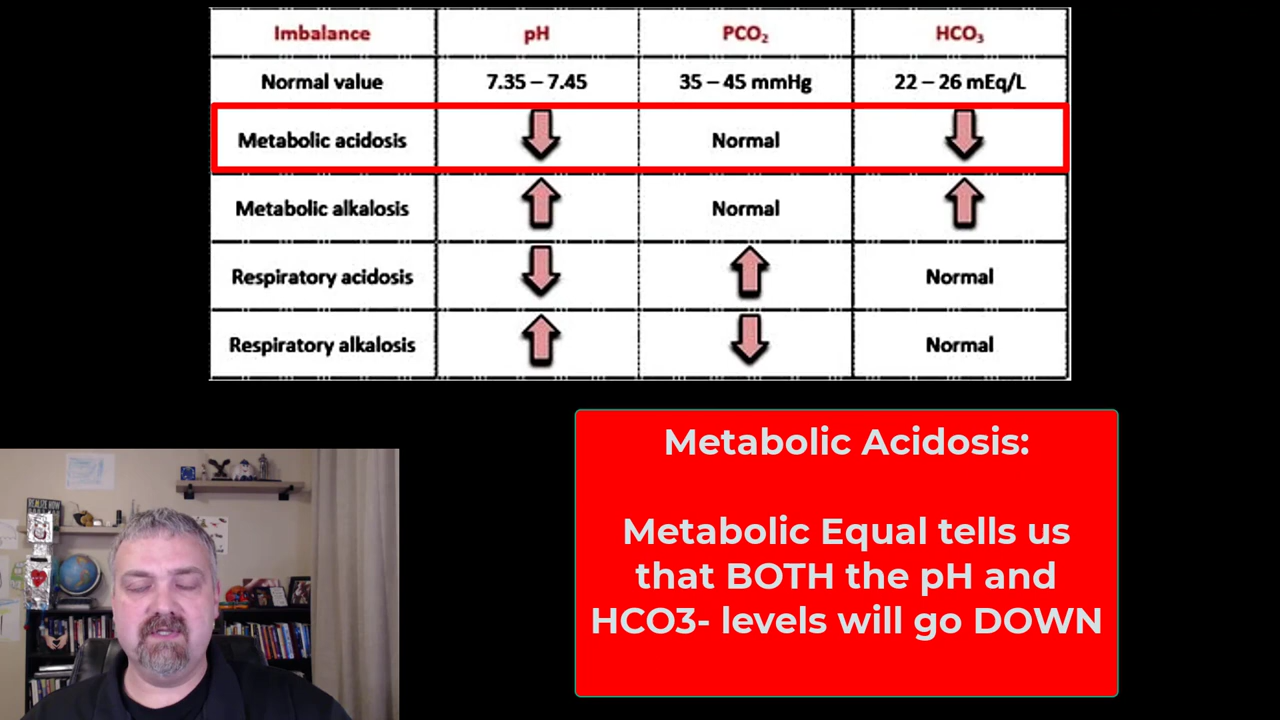 Imbalance pH PCO₂ HCO₃
Normal value 7.35 – 7.45 35 – 45 mmHg 22 – 26 mEq/L
Metabolic acidosis Normal
Metabolic alkalosis Normal
Respiratory acidosis Normal
Respiratory alkalosis Normal
Metabolic Acidosis:
Metabolic Equal tells us
that BOTH the pH and
HCO3- levels will go DOWN